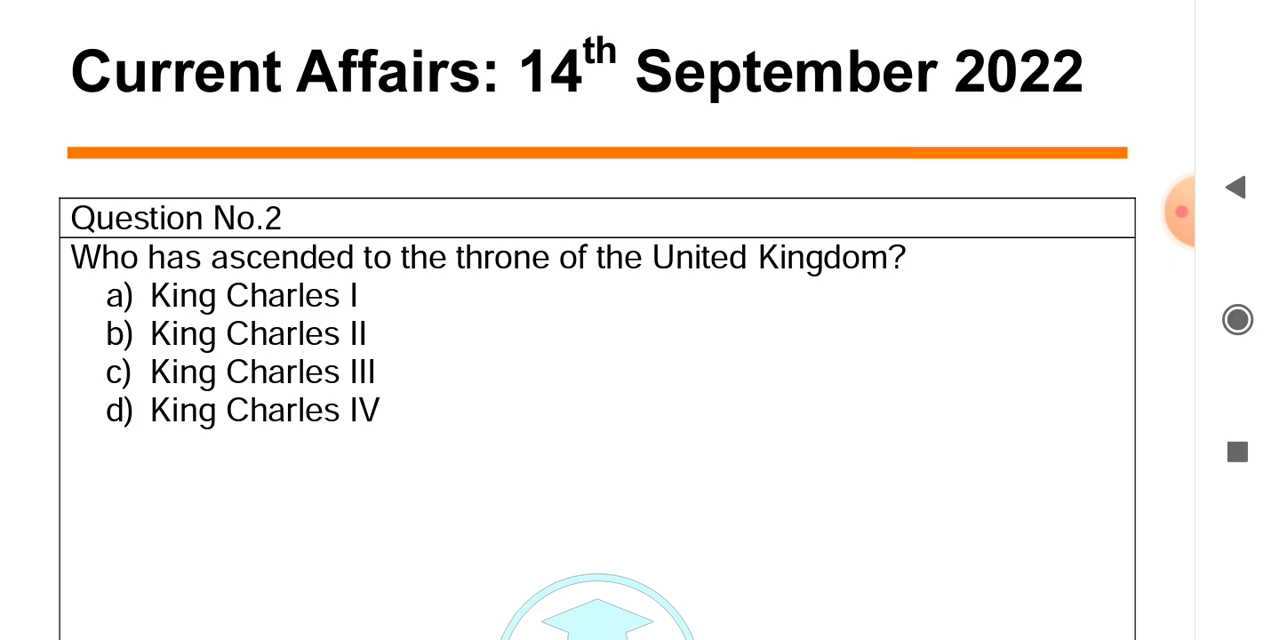 Current Affairs: 14th September 2022
Question No.2
Who has ascended to the throne of the United Kingdom?
a) King Charles I
b) King Charles II
c) King Charles III
d) King Charles IV